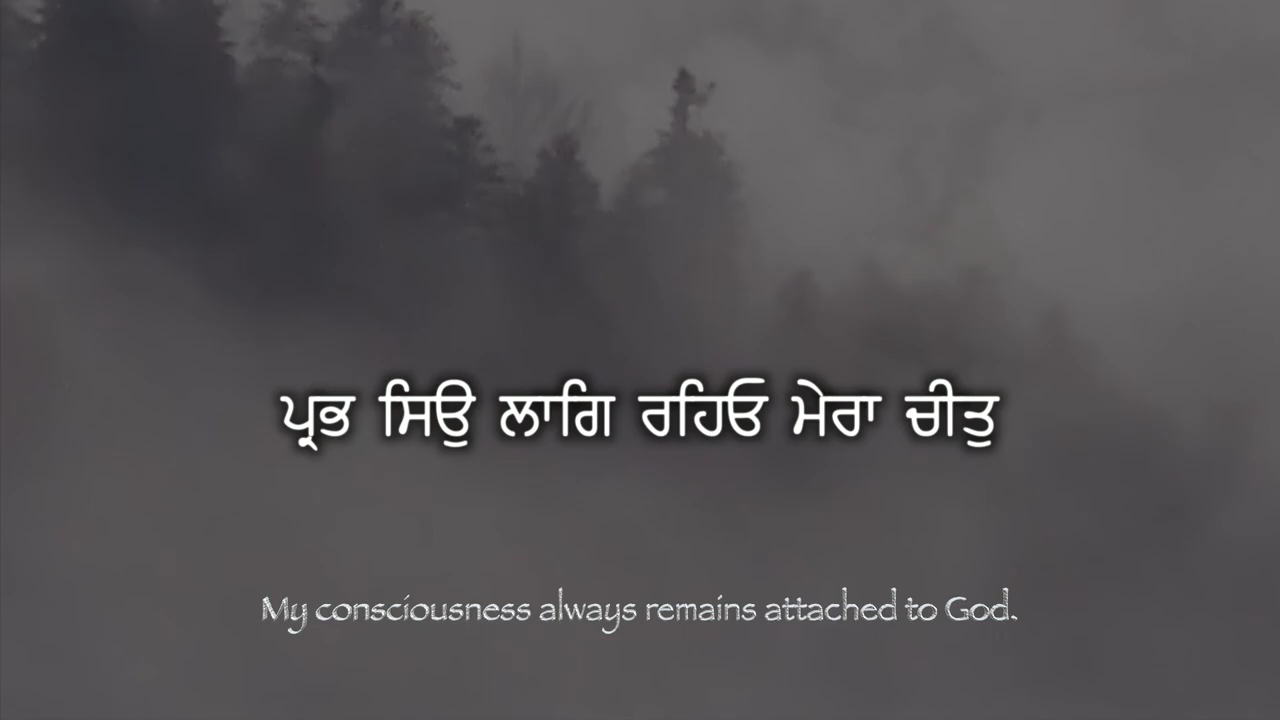 ਪ੍ਰਭ ਸਿਉ ਲਾਗਿ ਰਹਿਓ ਮੇਰਾ ਚੀਤੁ
My consciousness always remains attached to God.